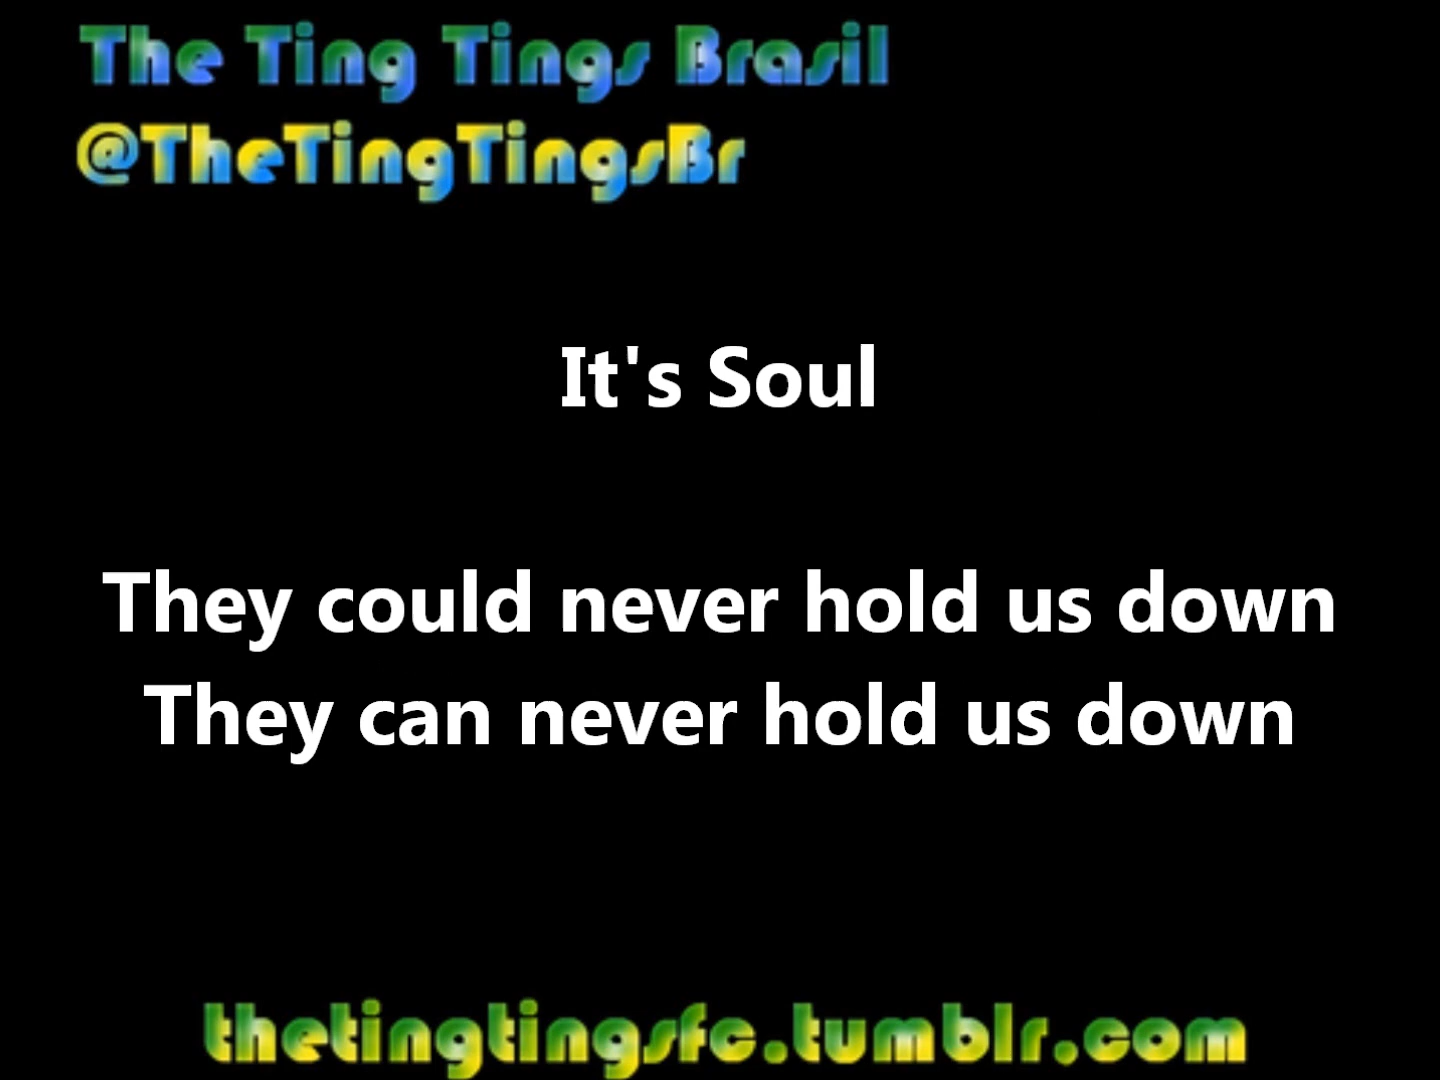 The Ting Tings Brasil
@TheTingTingsBr
It's Soul
They could never hold us down
They can never hold us down
thetingtingsfc.tumblr.com